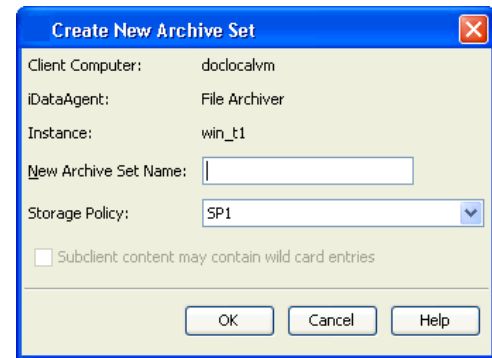 Create New Archive Set
Client Computer: doclocalvm
iDataAgent: File Archiver
Instance: win_t1
New Archive Set Name:
Storage Policy: SP1
Subclient content may contain wild card entries
OK Cancel Help